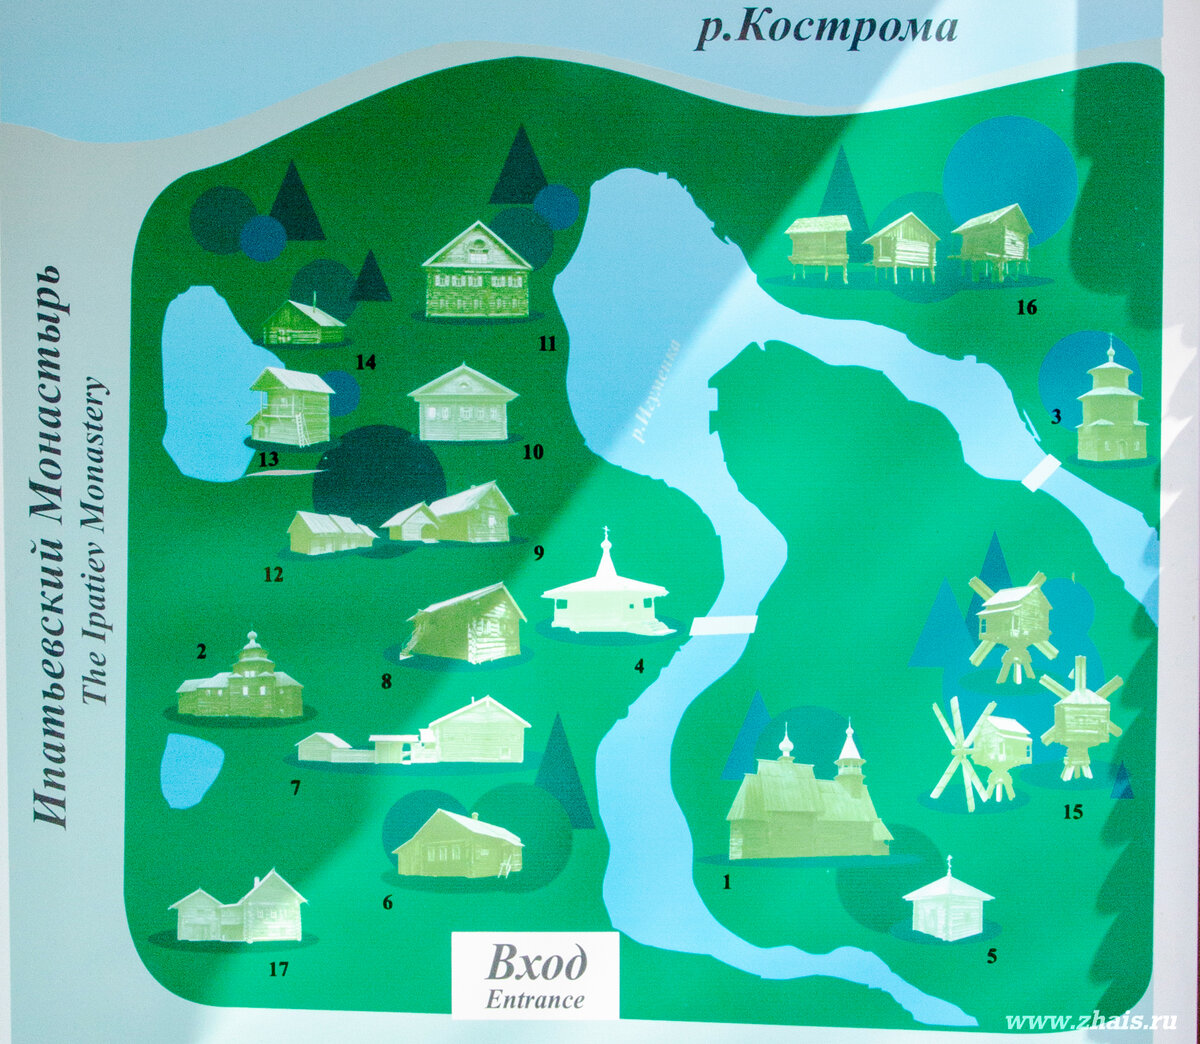 р.Кострома
Ипатьевский Монастырь
The Ipatiev Monastery
р.Игуменка
16
11
14
3
10
13
9
12
2
4
8
7
15
1
6
5
17
Вход
Entrance
www.zhais.ru